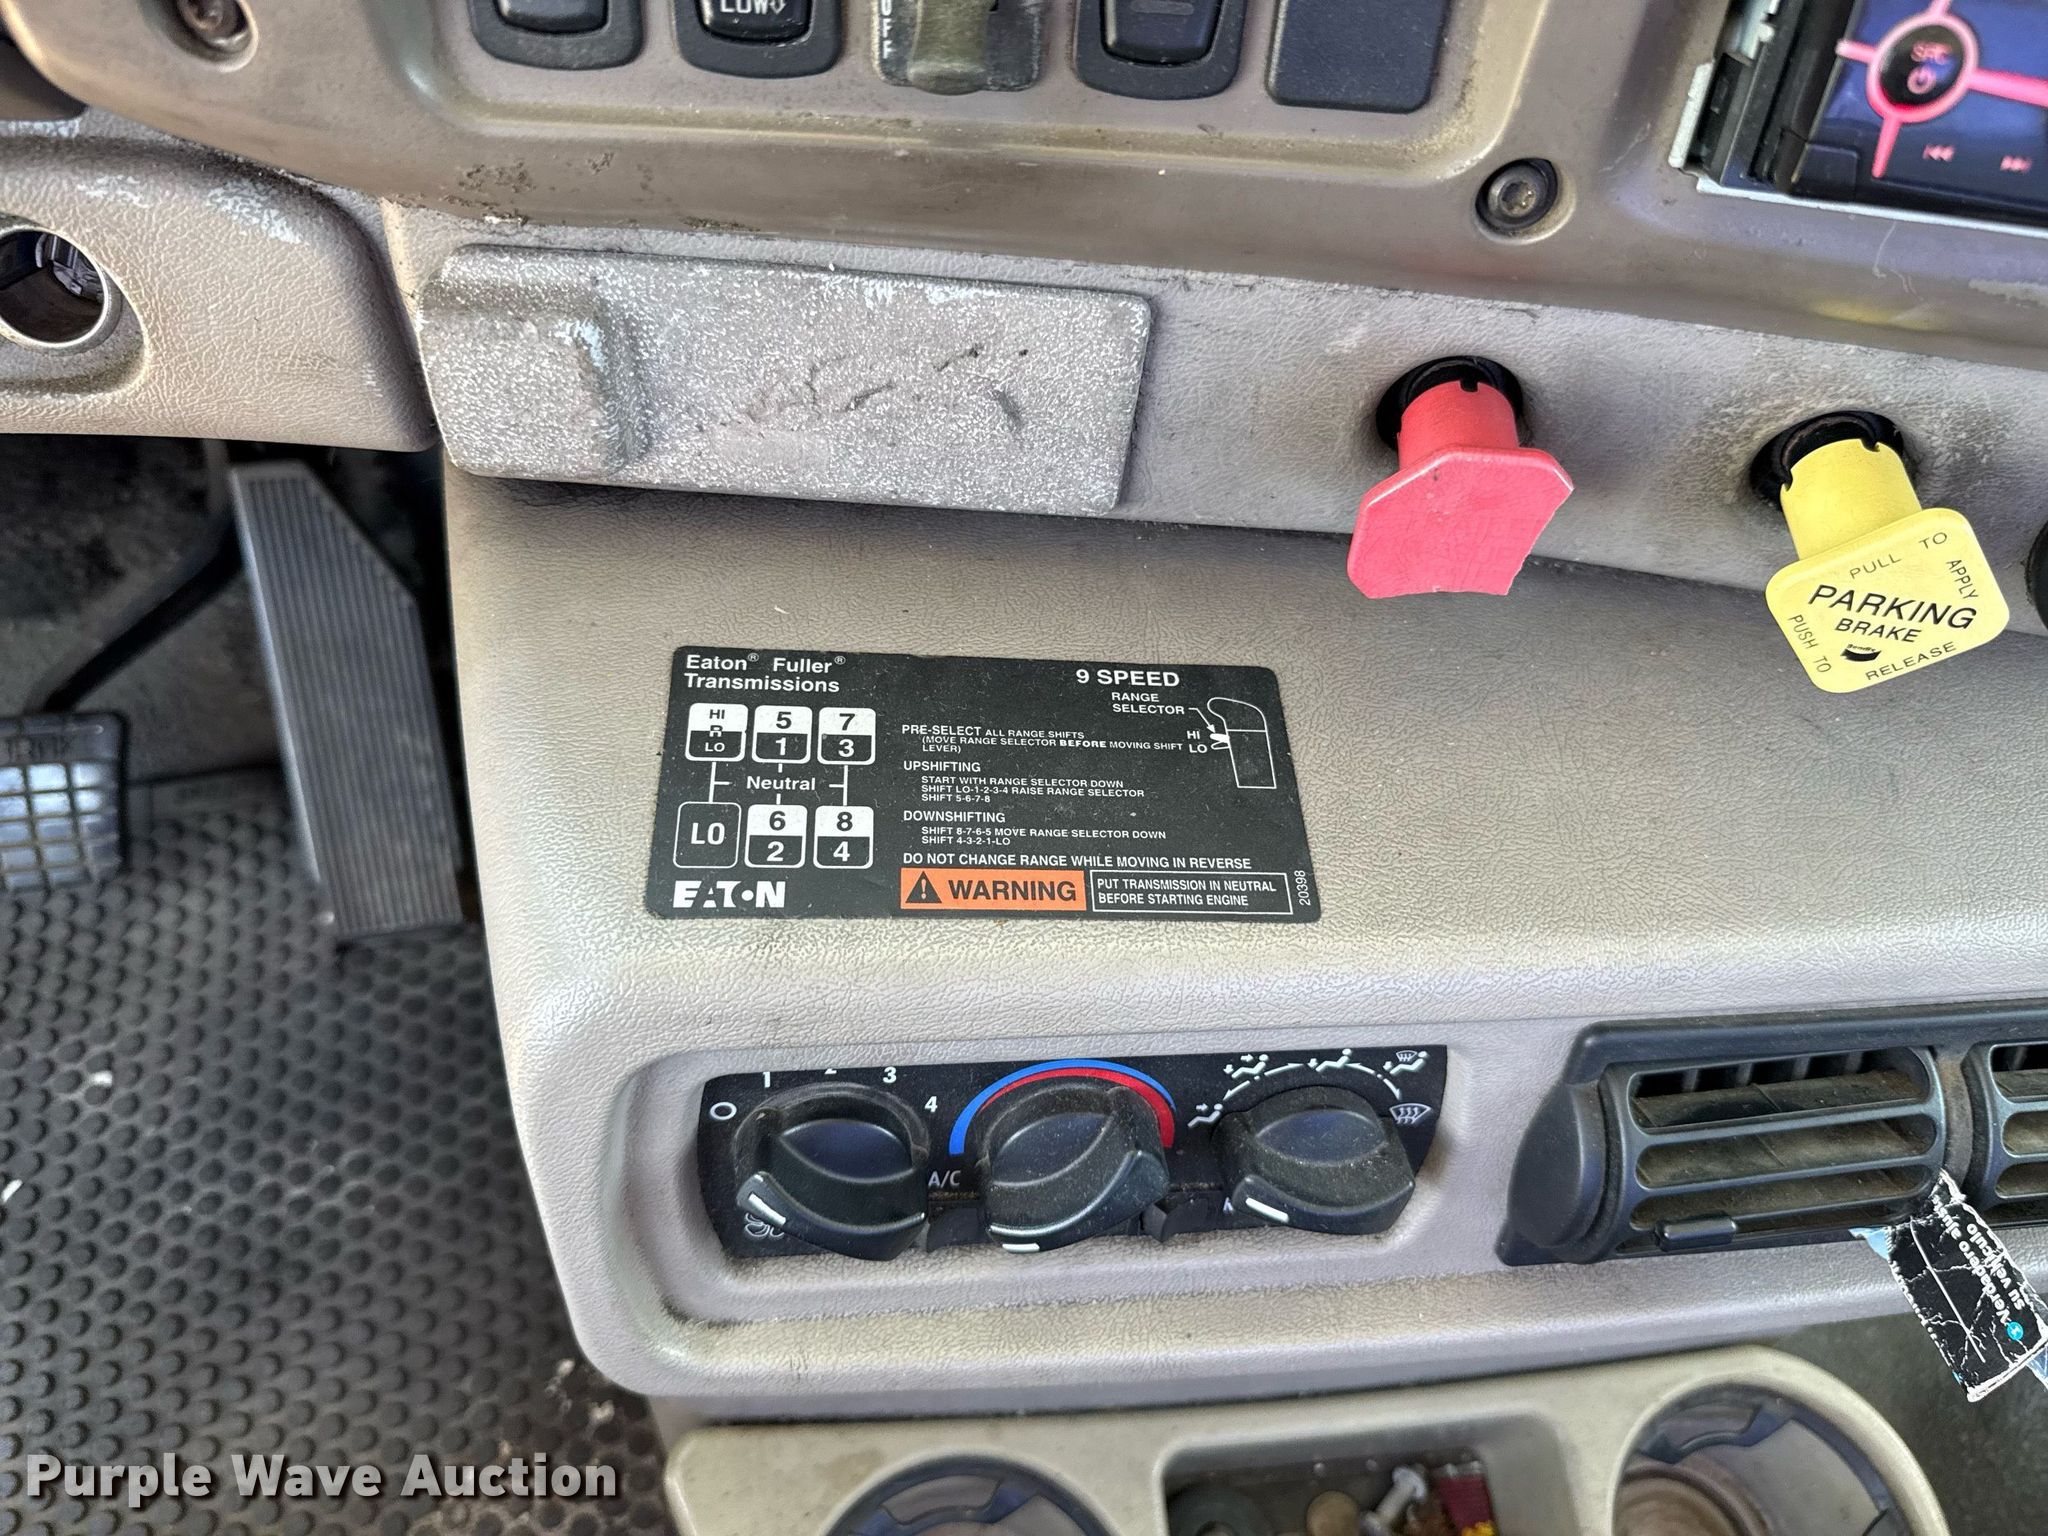 LOW
SRC
PULL TO APPLY
PARKING
BRAKE
PUSH TO RELEASE
Eaton® Fuller®
Transmissions
9 SPEED
RANGE
SELECTOR
HI
LO
HI
R
LO
5
1
7
3
Neutral
LO
6
2
8
4
PRE-SELECT ALL RANGE SHIFTS
(MOVE RANGE SELECTOR BEFORE MOVING SHIFT
LEVER)
UPSHIFTING
START WITH RANGE SELECTOR DOWN
SHIFT LO-1-2-3-4 RAISE RANGE SELECTOR
SHIFT 5-6-7-8
DOWNSHIFTING
SHIFT 8-7-6-5 MOVE RANGE SELECTOR DOWN
SHIFT 4-3-2-1-LO
DO NOT CHANGE RANGE WHILE MOVING IN REVERSE
EATON
WARNING
PUT TRANSMISSION IN NEUTRAL
BEFORE STARTING ENGINE
20398
1 2 3 4
A/C
Verdadero
su vehículo
Purple Wave Auction